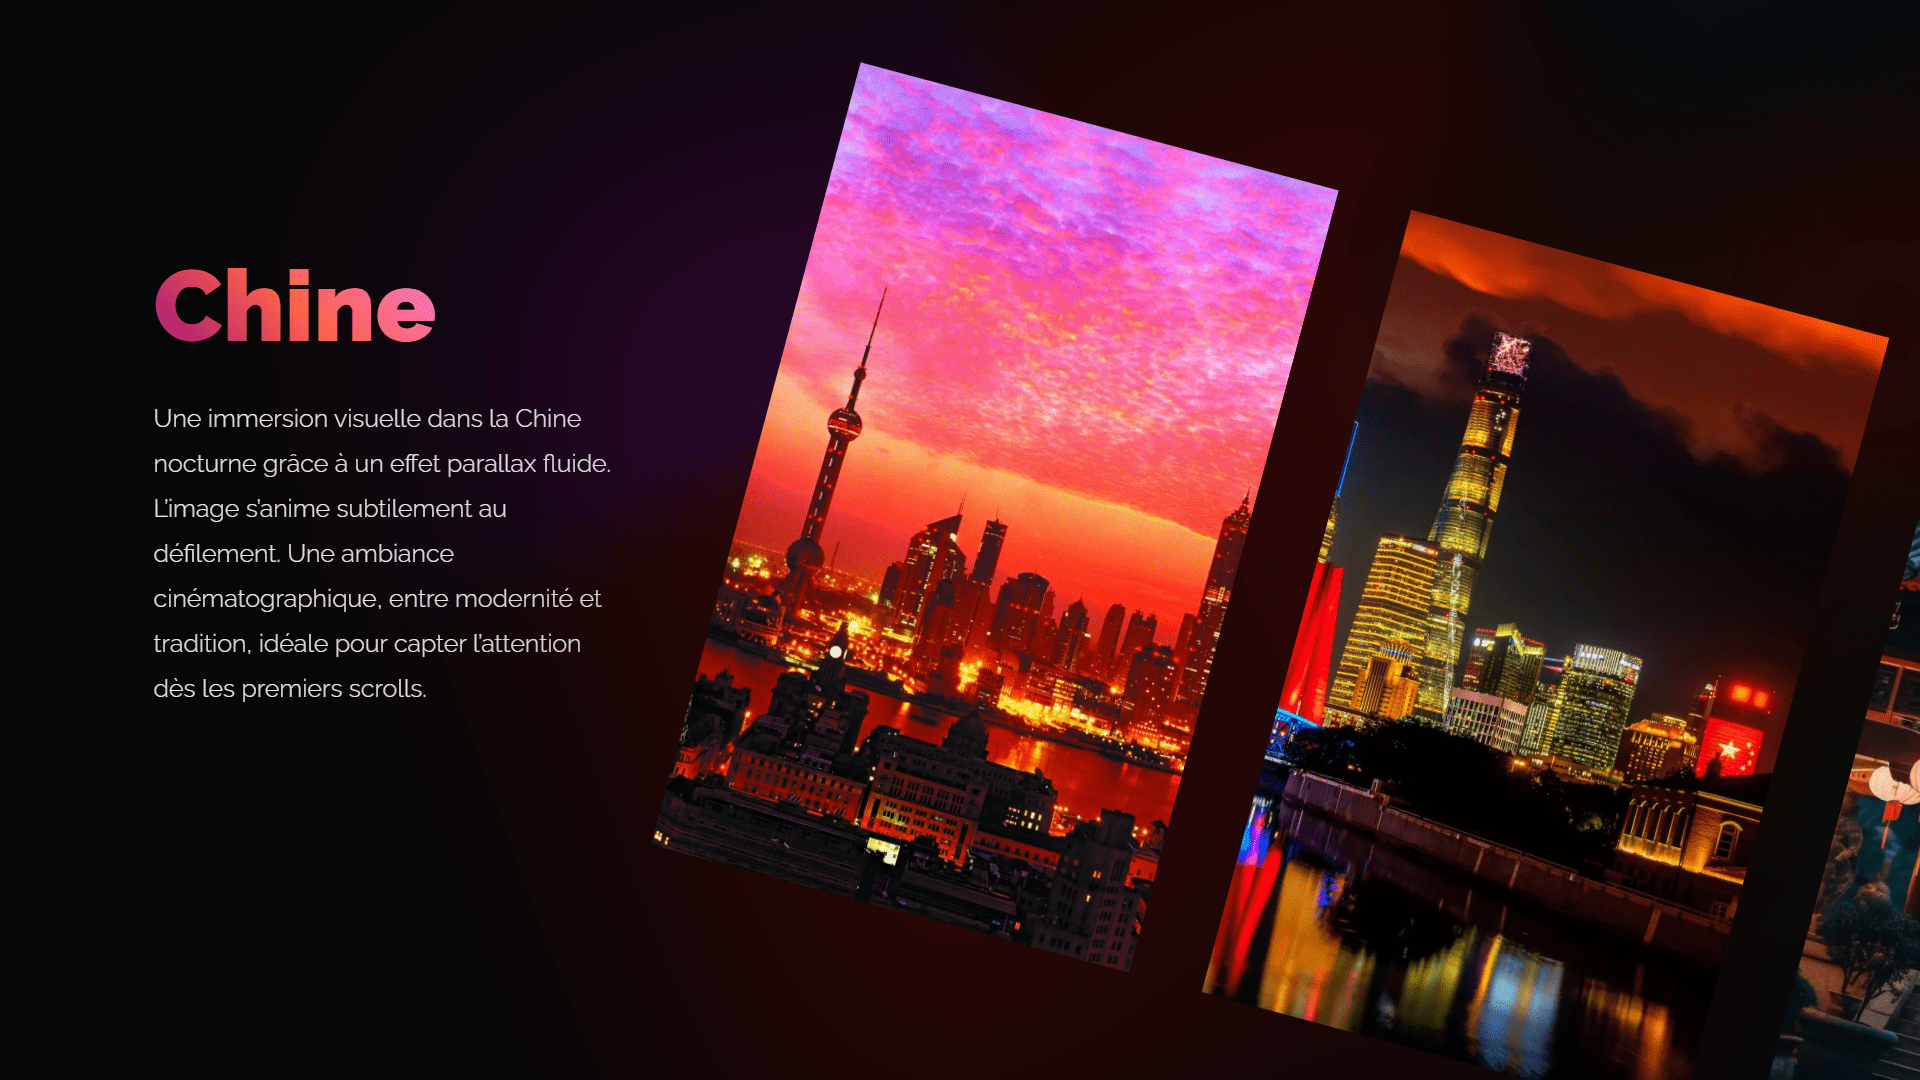 Chine
Une immersion visuelle dans la Chine
nocturne grâce à un effet parallax fluide.
L’image s’anime subtilement au
défilement. Une ambiance
cinématographique, entre modernité et
tradition, idéale pour capter l’attention
dès les premiers scrolls.